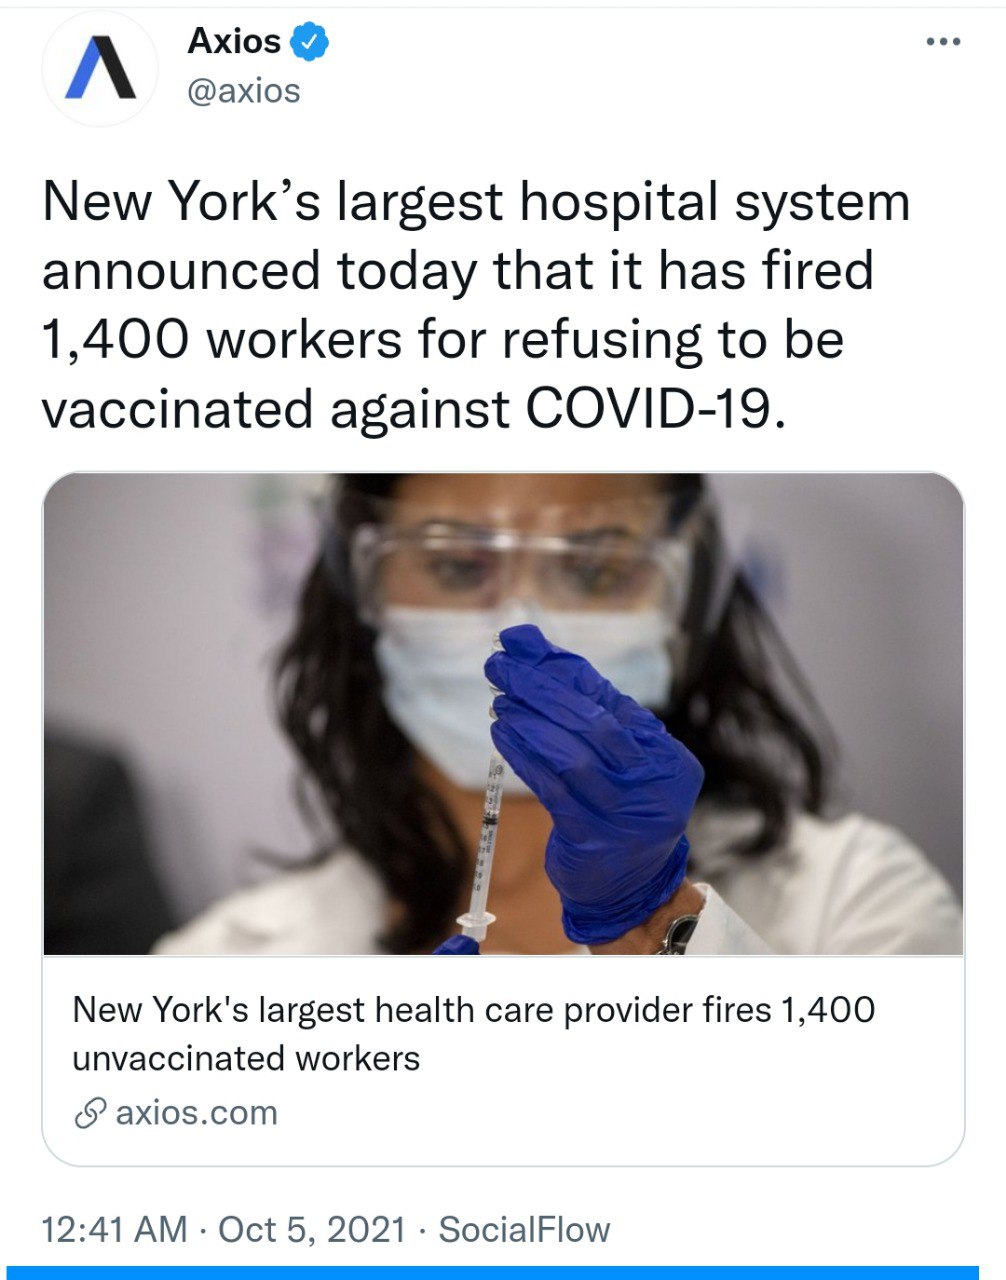 Axios
@axios
New York’s largest hospital system
announced today that it has fired
1,400 workers for refusing to be
vaccinated against COVID-19.
New York's largest health care provider fires 1,400
unvaccinated workers
axios.com
12:41 AM · Oct 5, 2021 · SocialFlow